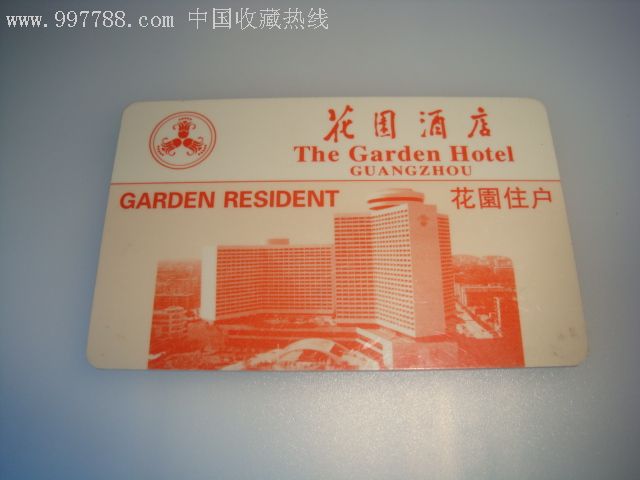 www.997788.com 中国收藏热线
花园酒店
The Garden Hotel
GUANGZHOU
GARDEN RESIDENT 花園住户